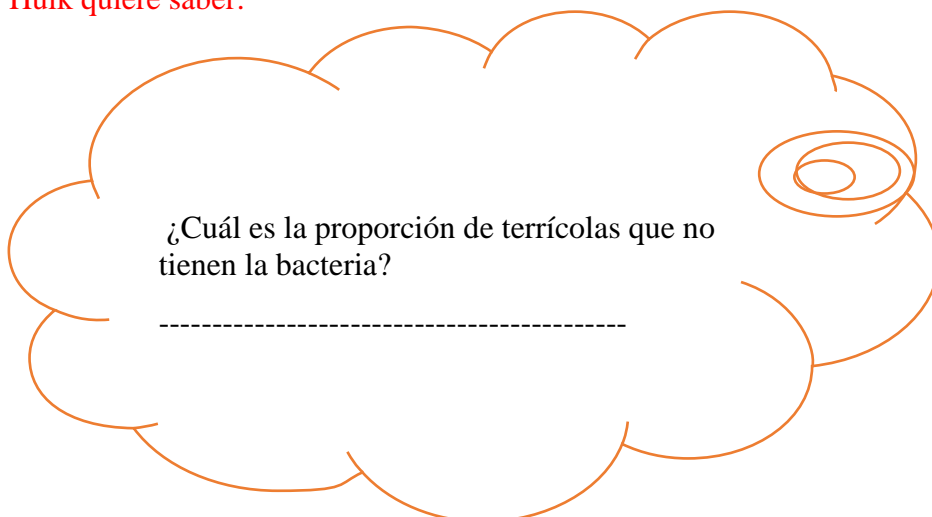 Hulk quiere saber:
¿Cuál es la proporción de terrícolas que no
tienen la bacteria?
--------------------------------------------